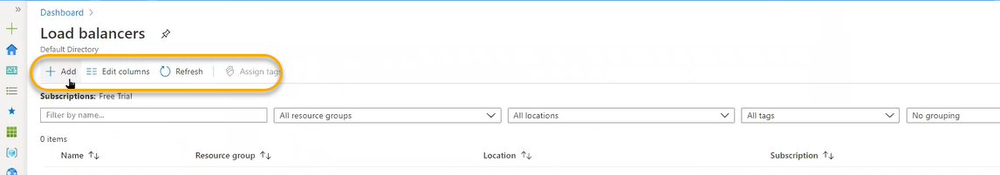 »
Dashboard >
Load balancers
Default Directory
+ Add Edit columns Refresh | Assign tags
Subscriptions: Free Trial
Filter by name... All resource groups All locations All tags No grouping
0 items
Name ↑↓ Resource group ↑↓ Location ↑↓ Subscription ↑↓